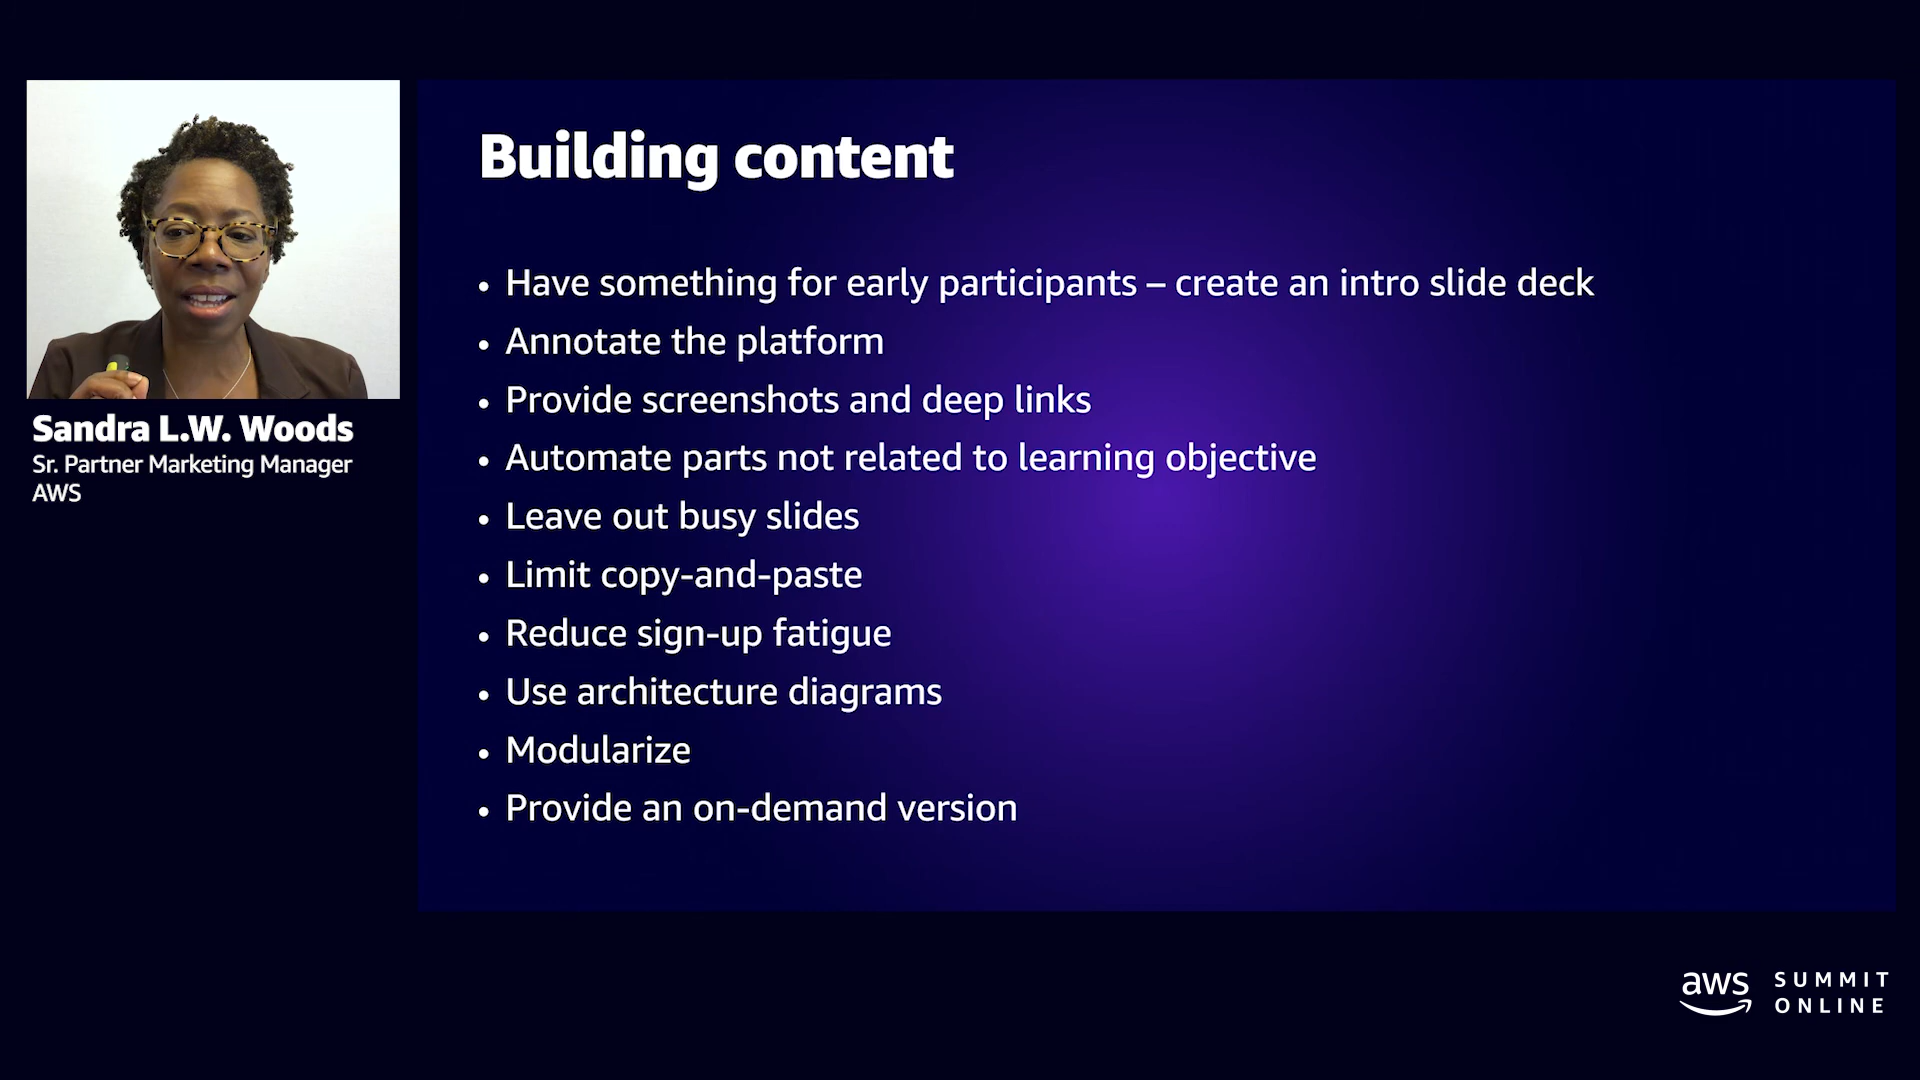 Building content
• Have something for early participants – create an intro slide deck
• Annotate the platform
• Provide screenshots and deep links
• Automate parts not related to learning objective
• Leave out busy slides
• Limit copy-and-paste
• Reduce sign-up fatigue
• Use architecture diagrams
• Modularize
• Provide an on-demand version
Sandra L.W. Woods
Sr. Partner Marketing Manager
AWS
aws SUMMIT
ONLINE